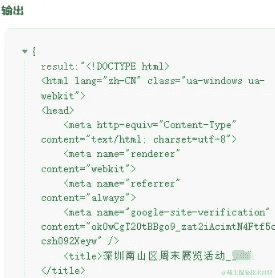 输出
{
result:"<!DOCTYPE html>
<html lang="zh-CN" class="ua-windows ua-
webkit">
<head>
<meta http-equiv="Content-Type"
content="text/html; charset=utf-8">
<meta name="renderer"
content="webkit">
<meta name="referrer"
content="always">
<meta name="google-site-verification"
content="ok0wCgT20tBBgo9_zat2iAcimtN4Ftf5c
csh092Xeyw" />
<title>深圳南山区周末展览活动_
</title>